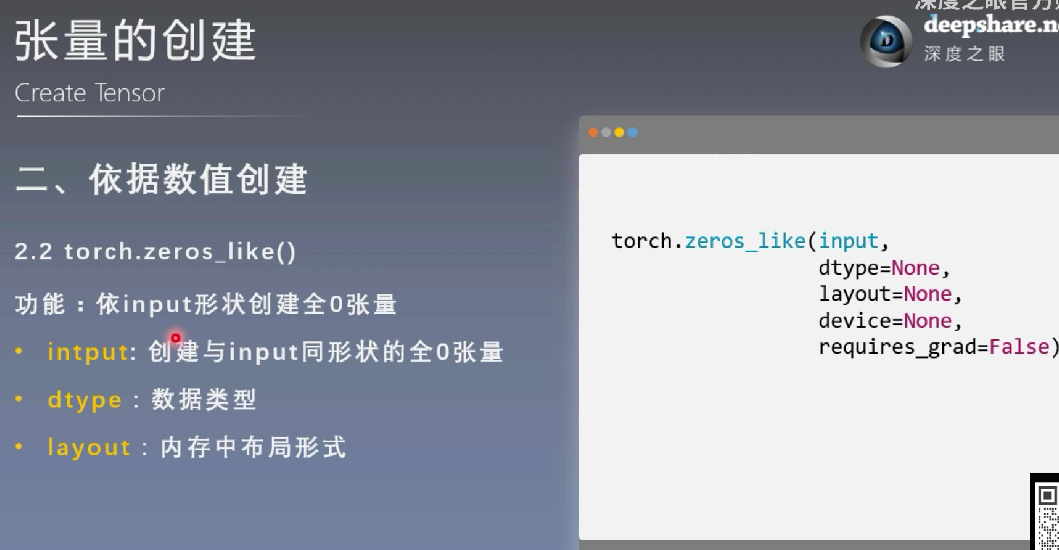 深度之眼官方账
张量的创建
deepshare.ne
深度之眼
Create Tensor
二、依据数值创建
2.2 torch.zeros_like()
功能：依input形状创建全0张量
• intput: 创建与input同形状的全0张量
• dtype：数据类型
• layout：内存中布局形式
torch.zeros_like(input,
dtype=None,
layout=None,
device=None,
requires_grad=False)